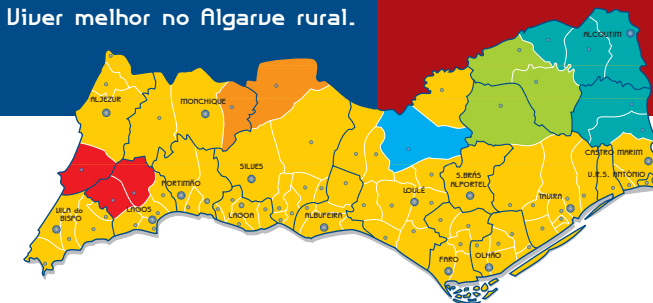 Viver melhor no Algarve rural.
ALCOUTIM
ALJEZUR
MONCHIQUE
CASTRO MARIM
SILVES
S.BRÁS
ALPORTEL
V.R.S. ANTÓNIO
PORTIMÃO
LOULÉ
TAVIRA
VILA do
BISPO
LAGOS
LAGOA
ALBUFEIRA
FARO
OLHÃO